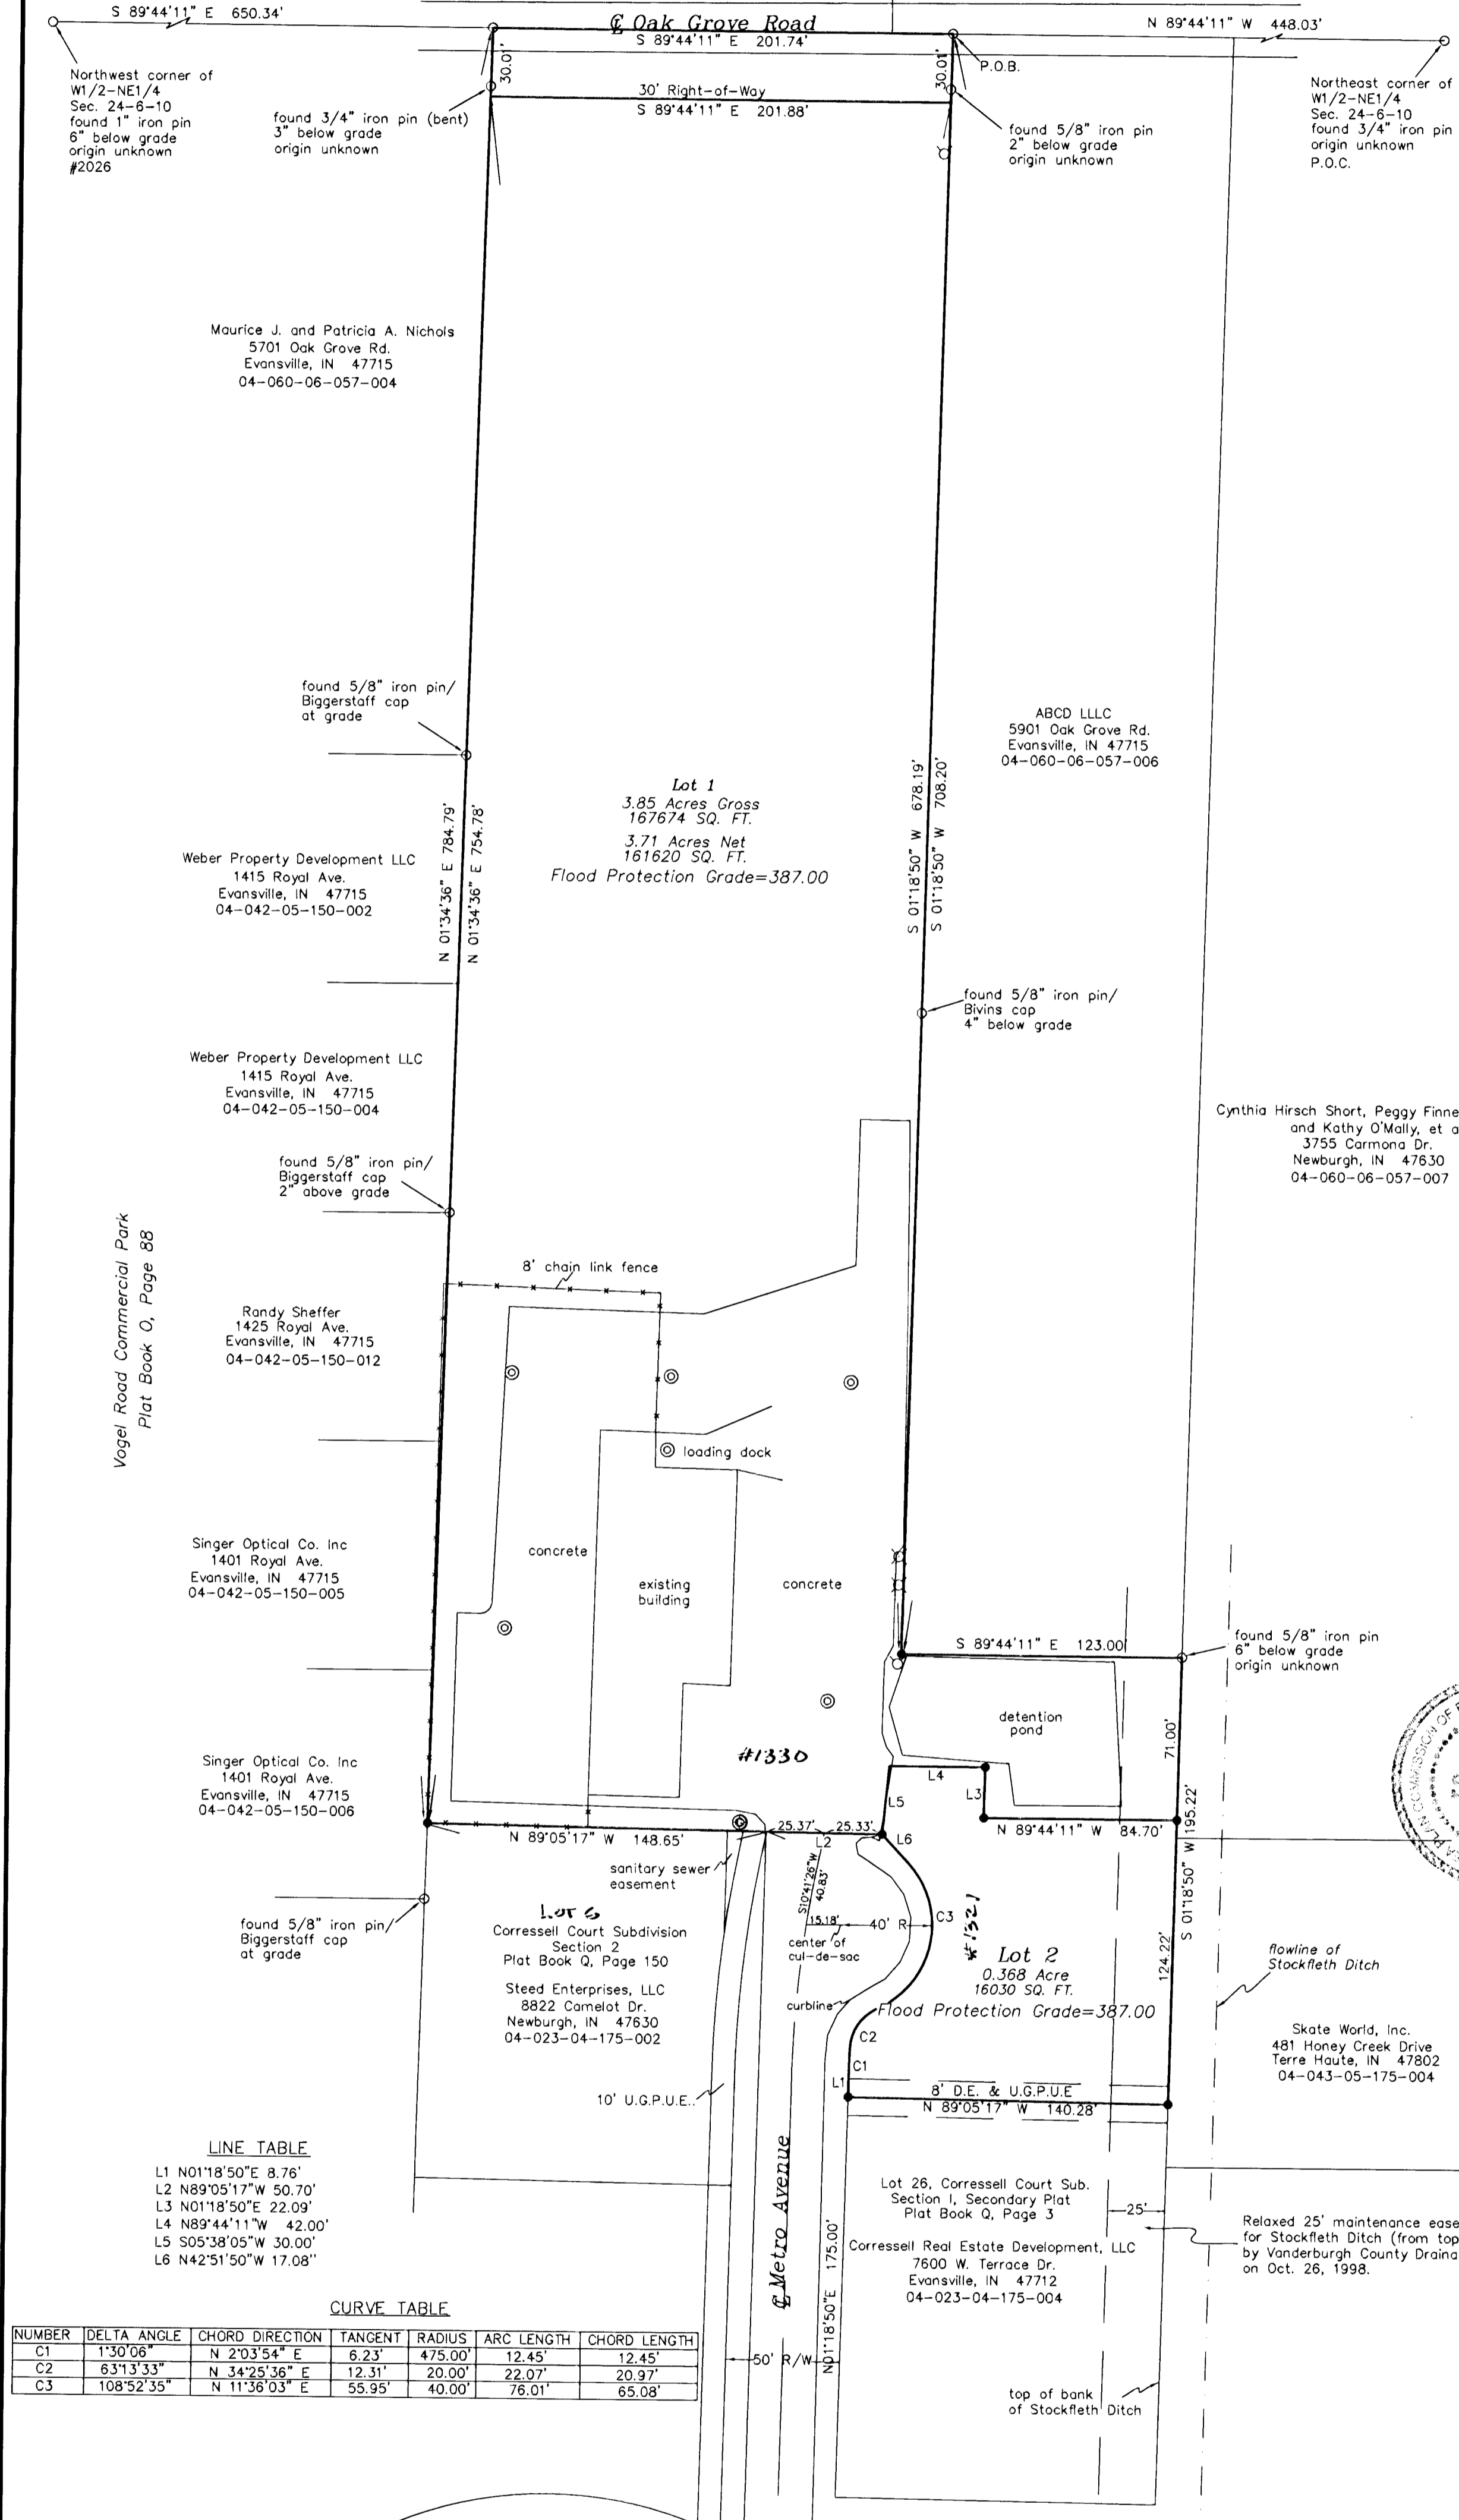 S 89°44'11" E 650.34'
℄ Oak Grove Road
S 89°44'11" E 201.74'
N 89°44'11" W 448.03'
30.01'
30.01'
P.O.B.
30' Right-of-Way
S 89°44'11" E 201.88'
Northwest corner of
W1/2-NE1/4
Sec. 24-6-10
found 1" iron pin
6" below grade
origin unknown
#2026
found 3/4" iron pin (bent)
3" below grade
origin unknown
found 5/8" iron pin
2" below grade
origin unknown
Northeast corner of
W1/2-NE1/4
Sec. 24-6-10
found 3/4" iron pin
origin unknown
P.O.C.
Maurice J. and Patricia A. Nichols
5701 Oak Grove Rd.
Evansville, IN 47715
04-060-06-057-004
found 5/8" iron pin/
Biggerstaff cap
at grade
ABCD LLLC
5901 Oak Grove Rd.
Evansville, IN 47715
04-060-06-057-006
Lot 1
3.85 Acres Gross
167674 SQ. FT.
3.71 Acres Net
161620 SQ. FT.
Flood Protection Grade=387.00
N 01°34'36" E 784.79'
N 01°34'36" E 754.78'
S 01°18'50" W 678.19'
S 01°18'50" W 708.20'
Weber Property Development LLC
1415 Royal Ave.
Evansville, IN 47715
04-042-05-150-002
found 5/8" iron pin/
Bivins cap
4" below grade
Weber Property Development LLC
1415 Royal Ave.
Evansville, IN 47715
04-042-05-150-004
Cynthia Hirsch Short, Peggy Finne
and Kathy O'Mally, et a
3755 Carmona Dr.
Newburgh, IN 47630
04-060-06-057-007
found 5/8" iron pin/
Biggerstaff cap
2" above grade
Vogel Road Commercial Park
Plat Book O, Page 88
8' chain link fence
Randy Sheffer
1425 Royal Ave.
Evansville, IN 47715
04-042-05-150-012
loading dock
concrete
existing
building
concrete
Singer Optical Co. Inc
1401 Royal Ave.
Evansville, IN 47715
04-042-05-150-005
S 89°44'11" E 123.00
found 5/8" iron pin
6" below grade
origin unknown
detention
pond
71.00'
#1330
Singer Optical Co. Inc
1401 Royal Ave.
Evansville, IN 47715
04-042-05-150-006
L4
L3
L5
N 89°44'11" W 84.70'
S 01°18'50" W 195.22'
N 89°05'17" W 148.65'
25.37'
25.33'
L2
L6
sanitary sewer
easement
S10°41'26"W
40.83'
15.18'
40' R
C3
center of
cul-de-sac
#1321
found 5/8" iron pin/
Biggerstaff cap
at grade
Lot 5
Corressell Court Subdivision
Section 2
Plat Book Q, Page 150
Steed Enterprises, LLC
8822 Camelot Dr.
Newburgh, IN 47630
04-023-04-175-002
Lot 2
0.368 Acre
16030 SQ. FT.
Flood Protection Grade=387.00
124.22'
flowline of
Stockfleth Ditch
curbline
C2
C1
L1
8' D.E. & U.G.P.U.E
N 89°05'17" W 140.28'
Skate World, Inc.
481 Honey Creek Drive
Terre Haute, IN 47802
04-043-05-175-004
10' U.G.P.U.E..
LINE TABLE
L1 N01°18'50"E 8.76'
L2 N89°05'17"W 50.70'
L3 N01°18'50"E 22.09'
L4 N89°44'11"W 42.00'
L5 S05°38'05"W 30.00'
L6 N42°51'50"W 17.08''
℄ Metro Avenue
N01°18'50"E 175.00'
Lot 26, Corressell Court Sub.
Section I, Secondary Plat
Plat Book Q, Page 3
25'
Corressell Real Estate Development, LLC
7600 W. Terrace Dr.
Evansville, IN 47712
04-023-04-175-004
Relaxed 25' maintenance ease
for Stockfleth Ditch (from top
by Vanderburgh County Draina
on Oct. 26, 1998.
CURVE TABLE
NUMBER DELTA ANGLE CHORD DIRECTION TANGENT RADIUS ARC LENGTH CHORD LENGTH
C1 1°30'06" N 2°03'54" E 6.23' 475.00' 12.45' 12.45'
C2 63°13'33" N 34°25'36" E 12.31' 20.00' 22.07' 20.97'
C3 108°52'35" N 11°36'03" E 55.95' 40.00' 76.01' 65.08'
50' R/W
top of bank
of Stockfleth Ditch